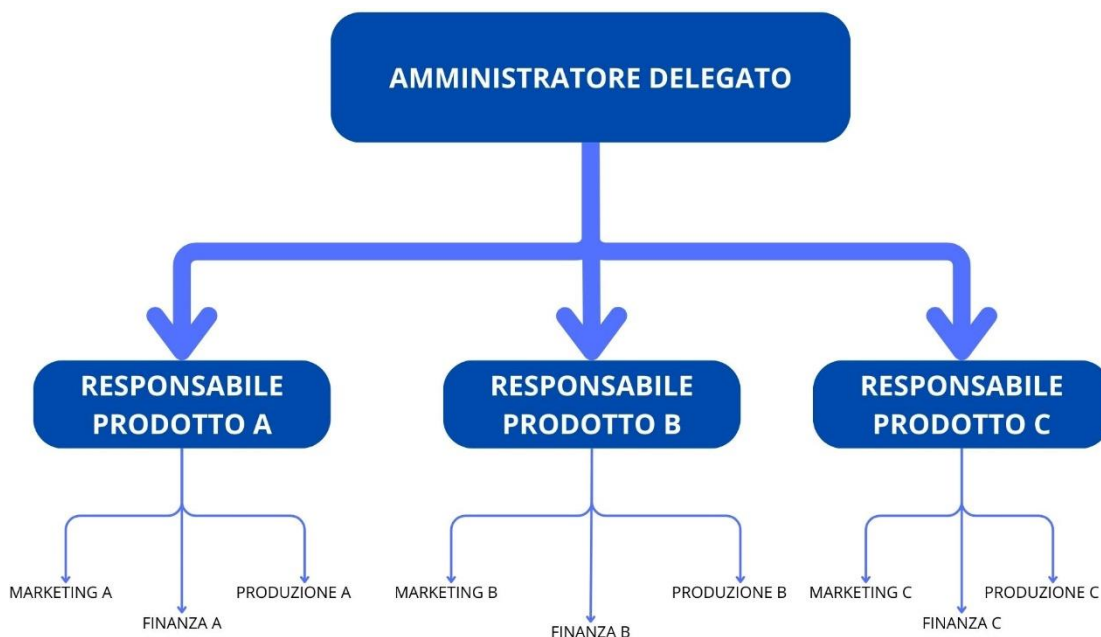 AMMINISTRATORE DELEGATO
RESPONSABILE
PRODOTTO A
RESPONSABILE
PRODOTTO B
RESPONSABILE
PRODOTTO C
MARKETING A
PRODUZIONE A
FINANZA A
MARKETING B
PRODUZIONE B
FINANZA B
MARKETING C
PRODUZIONE C
FINANZA C